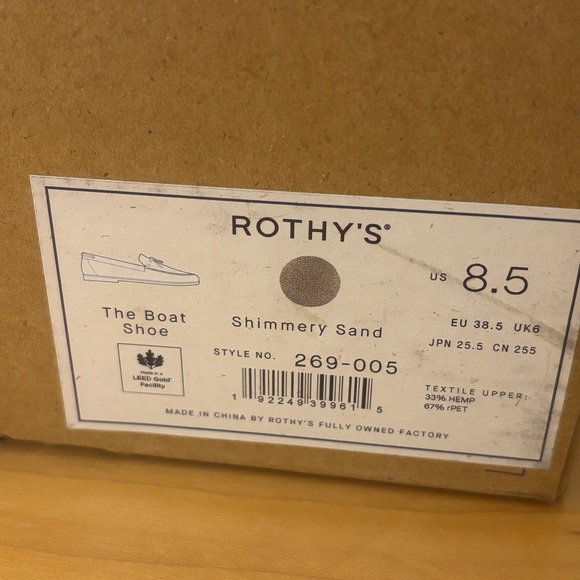 ROTHY'S®
The Boat
Shoe
Made in a
LEED Gold®
Facility
Shimmery Sand
STYLE NO. 269-005
1 92249 39961 5
US 8.5
EU 38.5 UK6
JPN 25.5 CN 255
TEXTILE UPPER:
33% HEMP
67% rPET
MADE IN CHINA BY ROTHY'S FULLY OWNED FACTORY